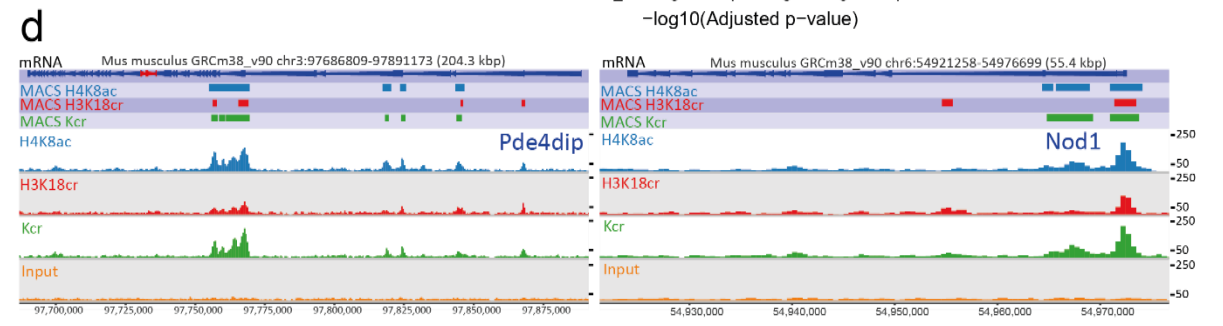 −log10(Adjusted p−value)
d
mRNA Mus musculus GRCm38_v90 chr3:97686809-97891173 (204.3 kbp)
MACS H4K8ac
MACS H3K18cr
MACS Kcr
H4K8ac Pde4dip
H3K18cr
Kcr
Input
97,700,000 97,725,000 97,750,000 97,775,000 97,800,000 97,825,000 97,850,000 97,875,000
mRNA Mus musculus GRCm38_v90 chr6:54921258-54976699 (55.4 kbp)
MACS H4K8ac
MACS H3K18cr
MACS Kcr
H4K8ac Nod1 250
50
H3K18cr 250
50
Kcr 250
50
Input 250
50
54,930,000 54,940,000 54,950,000 54,960,000 54,970,000